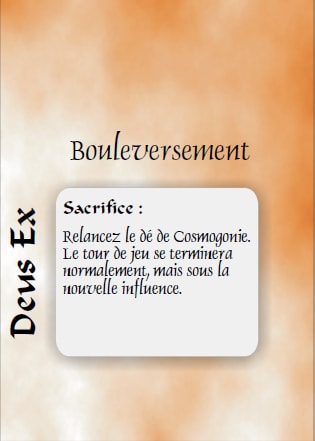 Bouleversement
Sacrifice :
Relancez le dé de Cosmogonie.
Le tour de jeu se terminera
normalement, mais sous la
nouvelle influence.
Deus Ex